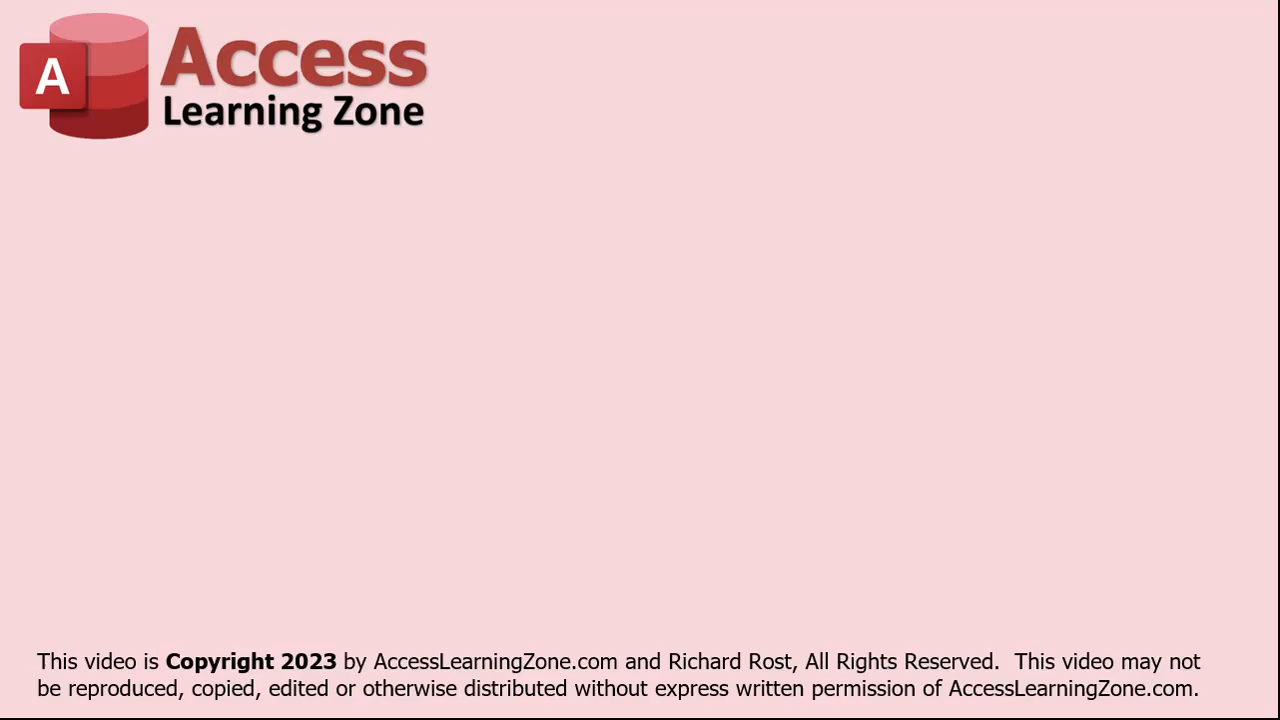 A
Access
Learning Zone
This video is Copyright 2023 by AccessLearningZone.com and Richard Rost, All Rights Reserved.  This video may not
be reproduced, copied, edited or otherwise distributed without express written permission of AccessLearningZone.com.